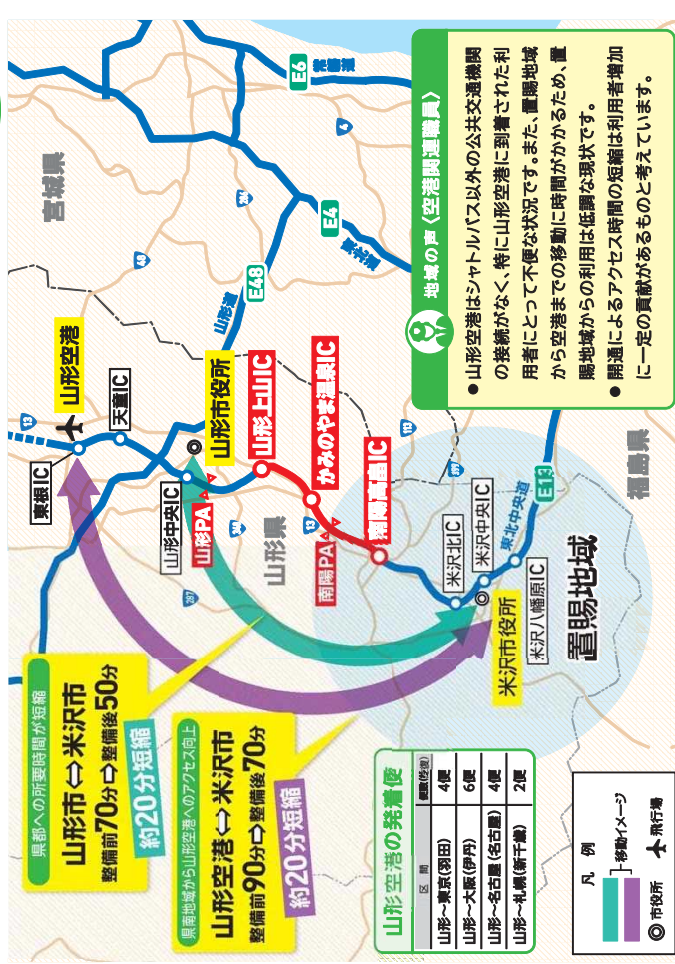 県都への所要時間が短縮
山形市⇔米沢市
整備前70分⇨整備後50分
約20分短縮
県南地域から山形空港へのアクセス向上
山形空港⇔米沢市
整備前90分⇨整備後70分
約20分短縮
山形空港の発着便
区 間 便数(往復)
山形～東京(羽田) 4便
山形～大阪(伊丹) 6便
山形～名古屋(名古屋) 4便
山形～札幌(新千歳) 2便
凡 例
移動イメージ
市役所
飛行場
13
東根IC
山形空港
天童IC
48
宮城県
286
4
E6
常磐道
E4
東北道
E48
山形道
山形市役所
山形中央IC
山形PA
山形上山IC
かみのやま温泉IC
348
13
山形県
287
南陽PA
南陽高畠IC
113
399
米沢北IC
米沢中央IC
米沢市役所
米沢八幡原IC
東北中央道
E13
置賜地域
福島県
地域の声〈空港関連職員〉
●山形空港はシャトルバス以外の公共交通機関
の接続がなく、特に山形空港に到着された利
用者にとって不便な状況です。また、置賜地域
から空港までの移動に時間がかかるため、置
賜地域からの利用は低調な現状です。
●開通によるアクセス時間の短縮は利用者増加
に一定の貢献があるものと考えています。